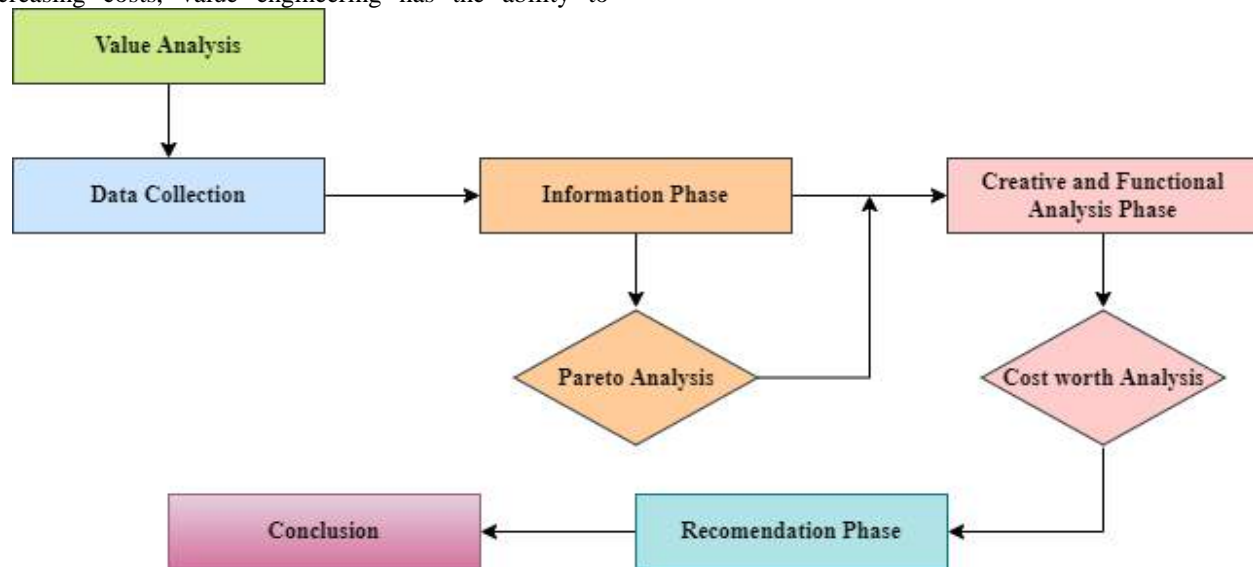 costs, value engineering has the ability to
Value Analysis
Data Collection
Information Phase
Creative and Functional
Analysis Phase
Pareto Analysis
Cost worth Analysis
Conclusion
Recomendation Phase